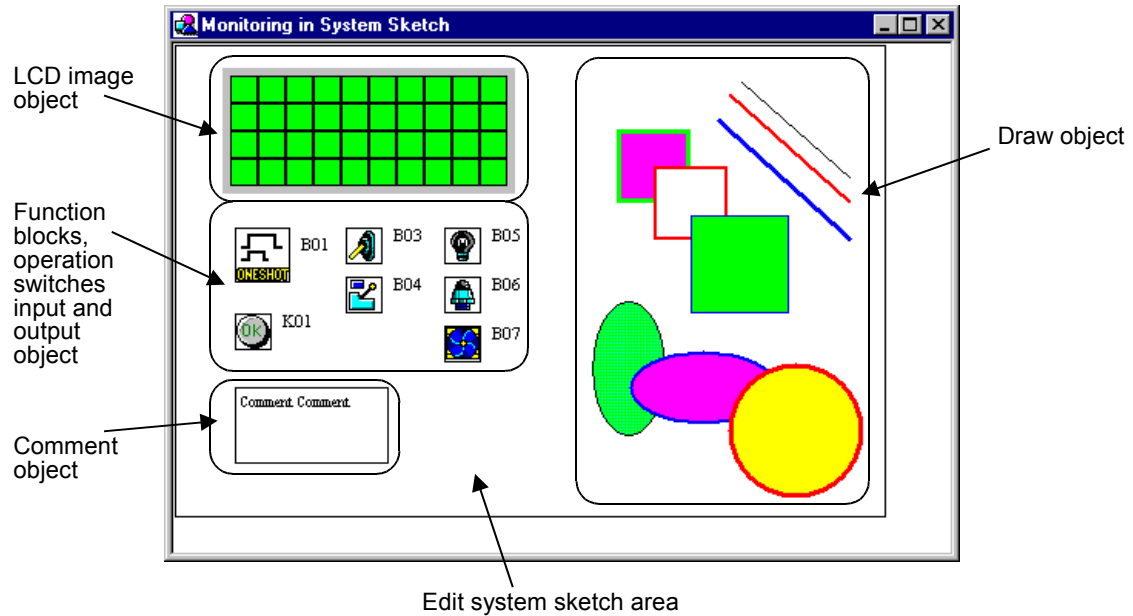 Monitoring in System Sketch
LCD image
object
Draw object
Function
blocks,
operation
switches
input and
output
object
B01
B03
B05
ONESHOT
B04
B06
OK
K01
B07
Comment Comment
Comment
object
Edit system sketch area